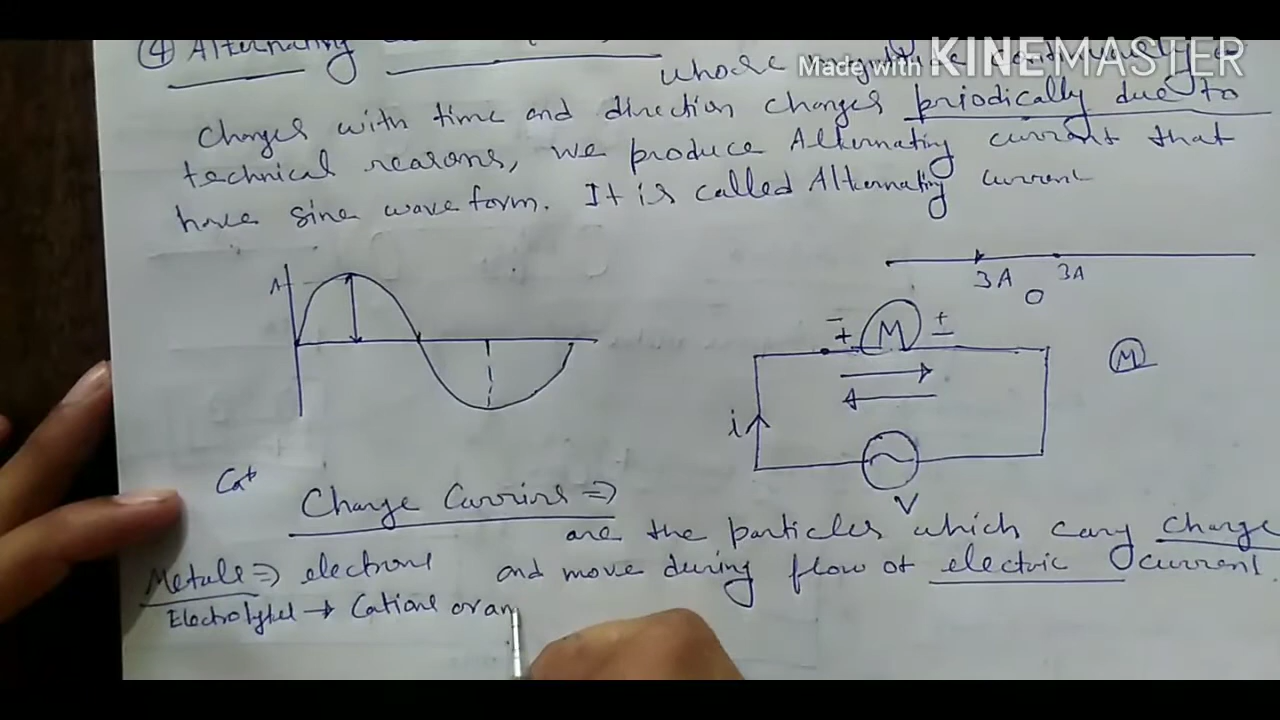 ④ Alternating
whose magnitude continuously
Made with KINEMASTER
changes with time and direction changes priodically due to
technical reasons, we produce Alternating current that
have sine wave form. It is called Alternating current
A
3A 3A
O
- + M + -
M
i
V
Cat
Charge Carriers ⇒
are the particles which carry charge
Metals ⇒ electrons and move during flow of electric current.
Electrolytes → Cations or an